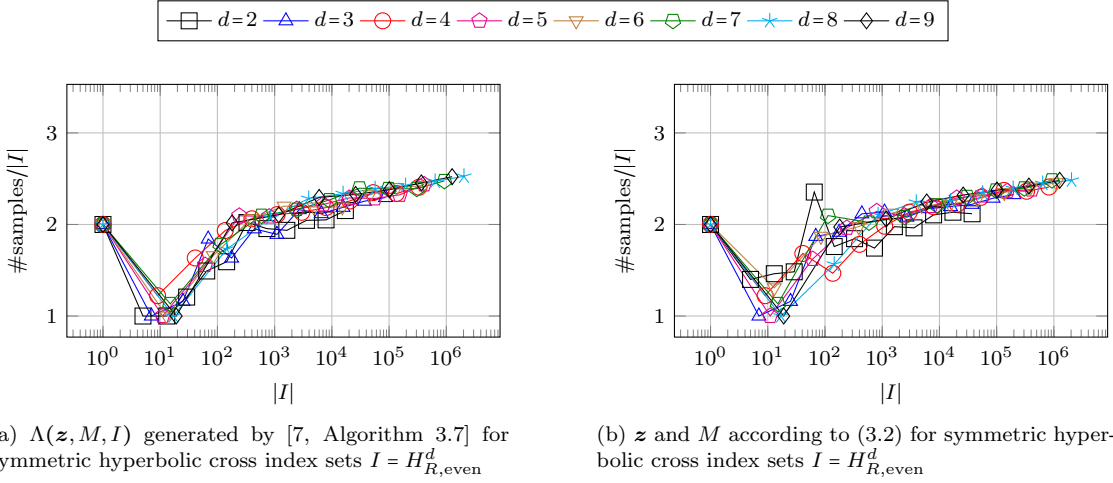 d=2 d=3 d=4 d=5 d=6 d=7 d=8 d=9
3
2
1
#samples/|I|
10^0 10^1 10^2 10^3 10^4 10^5 10^6
|I|
a) Λ(z, M, I) generated by [7, Algorithm 3.7] for
ymmetric hyperbolic cross index sets I = H^d_{R,even}
3
2
1
#samples/|I|
10^0 10^1 10^2 10^3 10^4 10^5 10^6
|I|
(b) z and M according to (3.2) for symmetric hyper-
bolic cross index sets I = H^d_{R,even}